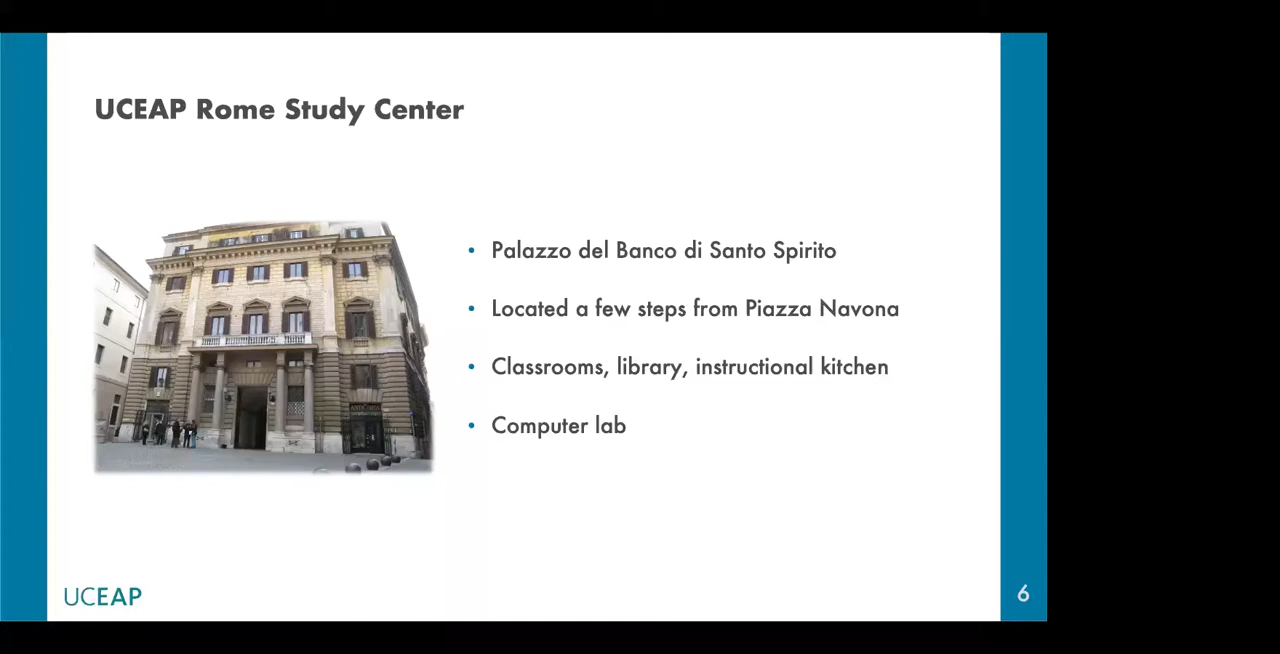 UCEAP Rome Study Center
• Palazzo del Banco di Santo Spirito
• Located a few steps from Piazza Navona
• Classrooms, library, instructional kitchen
• Computer lab
UCEAP
6